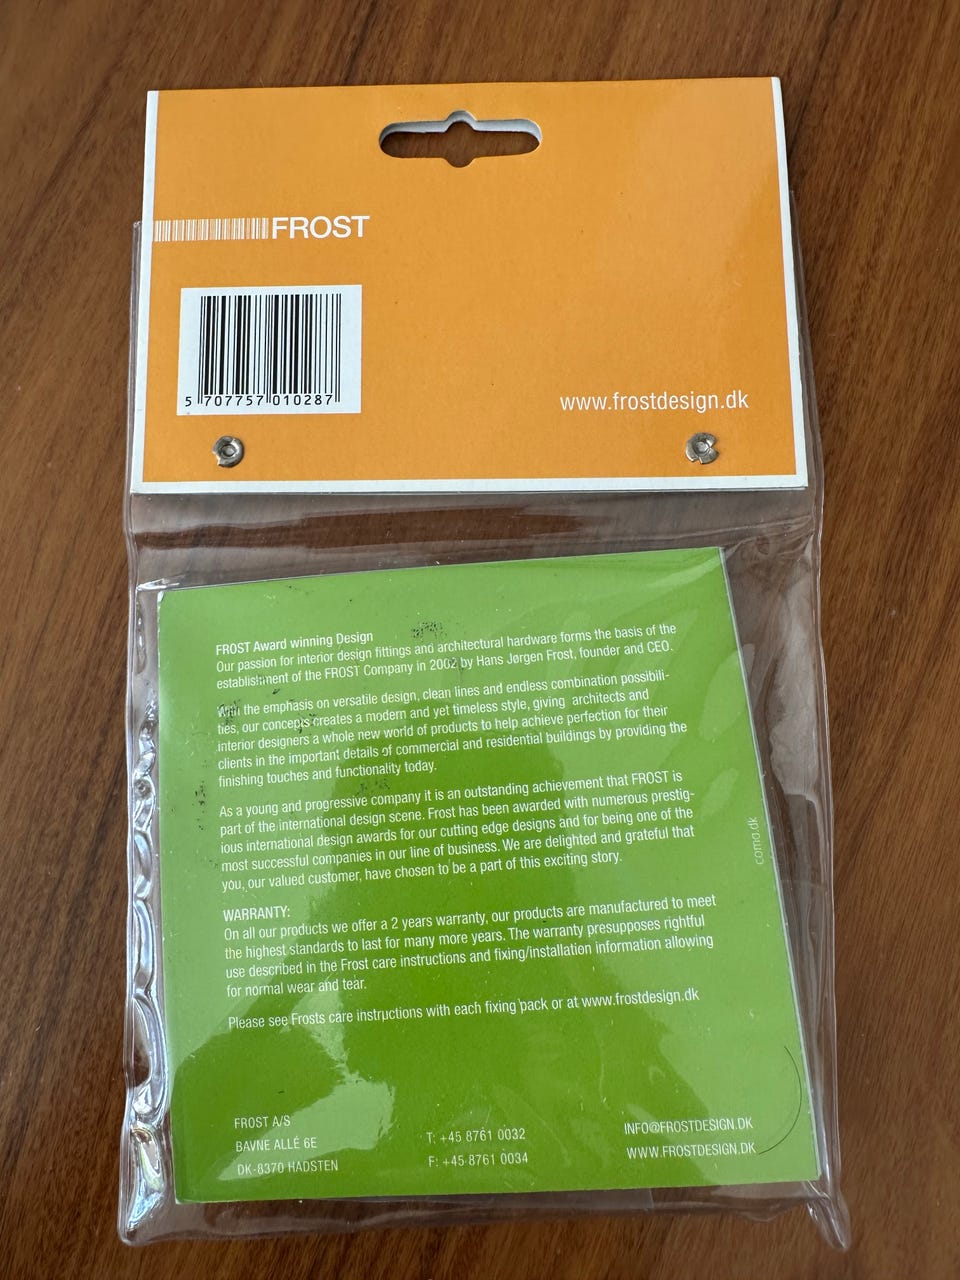 FROST
5 707757 010287
www.frostdesign.dk
FROST Award winning Design
Our passion for interior design fittings and architectural hardware forms the basis of the
establishment of the FROST Company in 2002 by Hans Jørgen Frost, founder and CEO.
With the emphasis on versatile design, clean lines and endless combination possibili-
ties, our concepts creates a modern and yet timeless style, giving architects and
interior designers a whole new world of products to help achieve perfection for their
clients in the important details of commercial and residential buildings by providing the
finishing touches and functionality today.
As a young and progressive company it is an outstanding achievement that FROST is
part of the international design scene. Frost has been awarded with numerous prestig-
ious international design awards for our cutting edge designs and for being one of the
most successful companies in our line of business. We are delighted and grateful that
you, our valued customer, have chosen to be a part of this exciting story.
como.dk
WARRANTY:
On all our products we offer a 2 years warranty, our products are manufactured to meet
the highest standards to last for many more years. The warranty presupposes rightful
use described in the Frost care instructions and fixing/installation information allowing
for normal wear and tear.
Please see Frosts care instructions with each fixing pack or at www.frostdesign.dk
FROST A/S
BAVNE ALLÉ 6E
DK-8370 HADSTEN
T: +45 8761 0032
F: +45 8761 0034
INFO@FROSTDESIGN.DK
WWW.FROSTDESIGN.DK